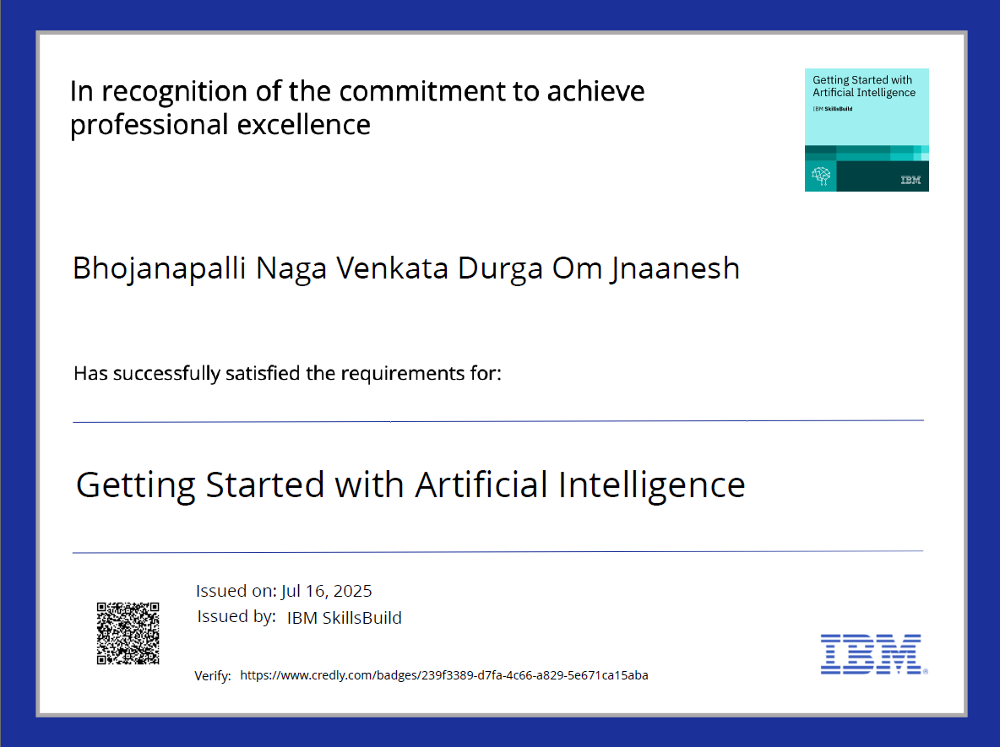 In recognition of the commitment to achieve
professional excellence
Getting Started with
Artificial Intelligence
IBM SkillsBuild
IBM
Bhojanapalli Naga Venkata Durga Om Jnaanesh
Has successfully satisfied the requirements for:
Getting Started with Artificial Intelligence
Issued on: Jul 16, 2025
Issued by: IBM SkillsBuild
Verify: https://www.credly.com/badges/239f3389-d7fa-4c66-a829-5e671ca15aba
IBM®